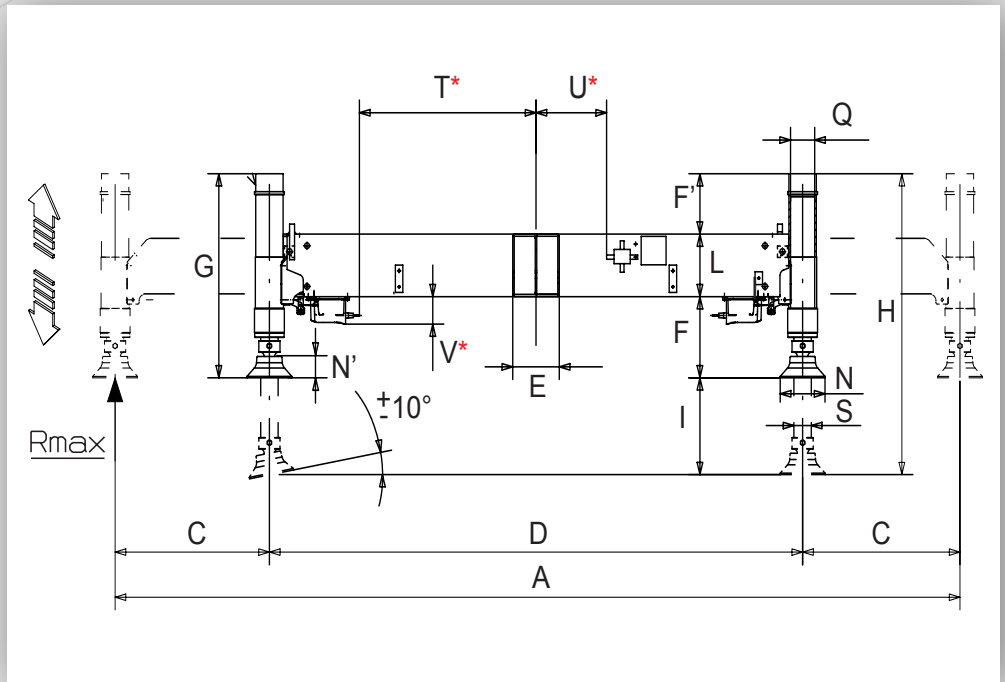 T* U*
Q
F'
G L H
F
V*
N' E N
±10° I S
Rmax
C D C
A